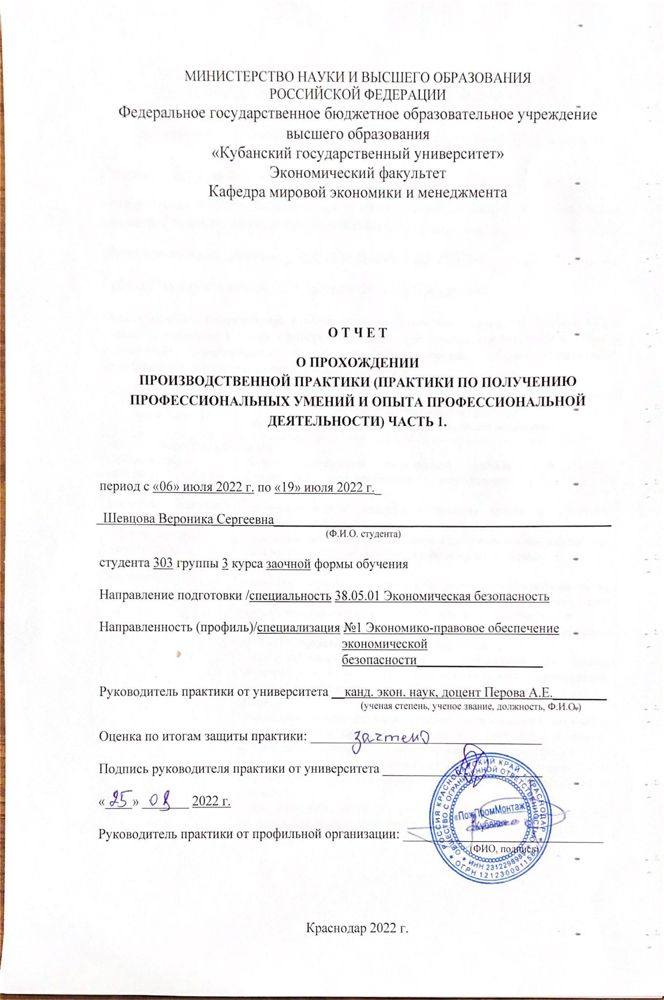 МИНИСТЕРСТВО НАУКИ И ВЫСШЕГО ОБРАЗОВАНИЯ
РОССИЙСКОЙ ФЕДЕРАЦИИ
Федеральное государственное бюджетное образовательное учреждение
высшего образования
«Кубанский государственный университет»
Экономический факультет
Кафедра мировой экономики и менеджмента
О Т Ч Е Т
О ПРОХОЖДЕНИИ
ПРОИЗВОДСТВЕННОЙ ПРАКТИКИ (ПРАКТИКИ ПО ПОЛУЧЕНИЮ
ПРОФЕССИОНАЛЬНЫХ УМЕНИЙ И ОПЫТА ПРОФЕССИОНАЛЬНОЙ
ДЕЯТЕЛЬНОСТИ) ЧАСТЬ 1.
период с «06» июля 2022 г. по «19» июля 2022 г.
Шевцова Вероника Сергеевна
(Ф.И.О. студента)
студента 303 группы 3 курса заочной формы обучения
Направление подготовки /специальность 38.05.01 Экономическая безопасность
Направленность (профиль)/специализация №1 Экономико-правовое обеспечение
экономической
безопасности
Руководитель практики от университета канд. экон. наук, доцент Перова А.Е.
(ученая степень, ученое звание, должность, Ф.И.О.)
Оценка по итогам защиты практики: зачтено
Подпись руководителя практики от университета
«25» 2022 г.
Руководитель практики от профильной организации:
(ФИО, подпись)
РОССИЯ КРАСНОДАРСКИЙ КРАЙ г.КРАСНОДАР
ОБЩЕСТВО С ОГРАНИЧЕННОЙ ОТВЕТСТВЕННОСТЬЮ
«ПожПромМонтаж
Кубань»
ИНН 2312298989
ОГРН
Краснодар 2022 г.